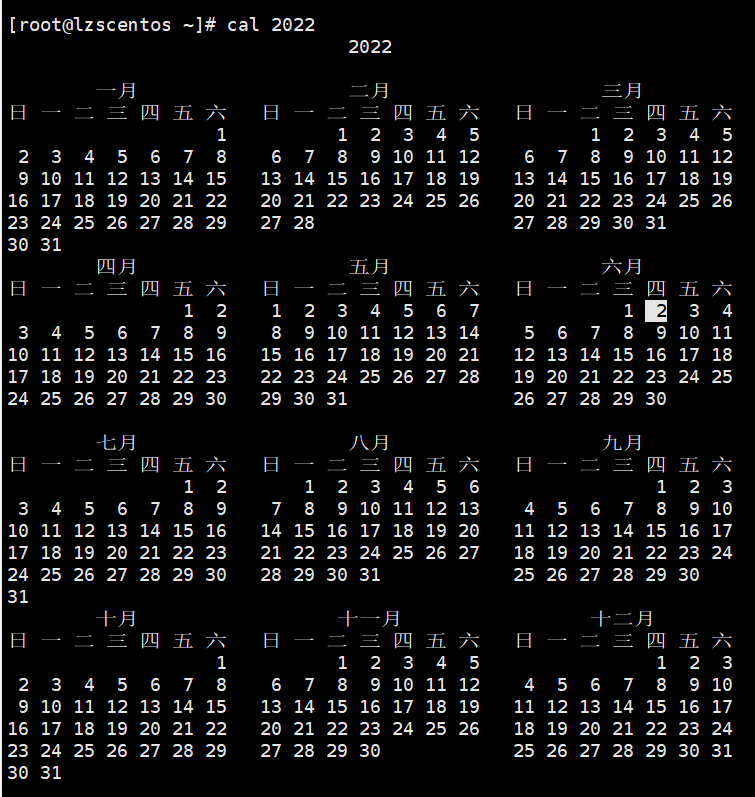 [root@lzscentos ~]# cal 2022
                               2022

        一月                   二月                   三月
日 一 二 三 四 五 六   日 一 二 三 四 五 六   日 一 二 三 四 五 六
                   1          1  2  3  4  5          1  2  3  4  5
 2  3  4  5  6  7  8    6  7  8  9 10 11 12    6  7  8  9 10 11 12
 9 10 11 12 13 14 15   13 14 15 16 17 18 19   13 14 15 16 17 18 19
16 17 18 19 20 21 22   20 21 22 23 24 25 26   20 21 22 23 24 25 26
23 24 25 26 27 28 29   27 28                  27 28 29 30 31
30 31
        四月                   五月                   六月
日 一 二 三 四 五 六   日 一 二 三 四 五 六   日 一 二 三 四 五 六
                1  2    1  2  3  4  5  6  7             1  2  3  4
 3  4  5  6  7  8  9    8  9 10 11 12 13 14    5  6  7  8  9 10 11
10 11 12 13 14 15 16   15 16 17 18 19 20 21   12 13 14 15 16 17 18
17 18 19 20 21 22 23   22 23 24 25 26 27 28   19 20 21 22 23 24 25
24 25 26 27 28 29 30   29 30 31               26 27 28 29 30

        七月                   八月                   九月
日 一 二 三 四 五 六   日 一 二 三 四 五 六   日 一 二 三 四 五 六
                1  2       1  2  3  4  5  6                1  2  3
 3  4  5  6  7  8  9    7  8  9 10 11 12 13    4  5  6  7  8  9 10
10 11 12 13 14 15 16   14 15 16 17 18 19 20   11 12 13 14 15 16 17
17 18 19 20 21 22 23   21 22 23 24 25 26 27   18 19 20 21 22 23 24
24 25 26 27 28 29 30   28 29 30 31            25 26 27 28 29 30
31
        十月                  十一月                 十二月
日 一 二 三 四 五 六   日 一 二 三 四 五 六   日 一 二 三 四 五 六
                   1          1  2  3  4  5                1  2  3
 2  3  4  5  6  7  8    6  7  8  9 10 11 12    4  5  6  7  8  9 10
 9 10 11 12 13 14 15   13 14 15 16 17 18 19   11 12 13 14 15 16 17
16 17 18 19 20 21 22   20 21 22 23 24 25 26   18 19 20 21 22 23 24
23 24 25 26 27 28 29   27 28 29 30            25 26 27 28 29 30 31
30 31